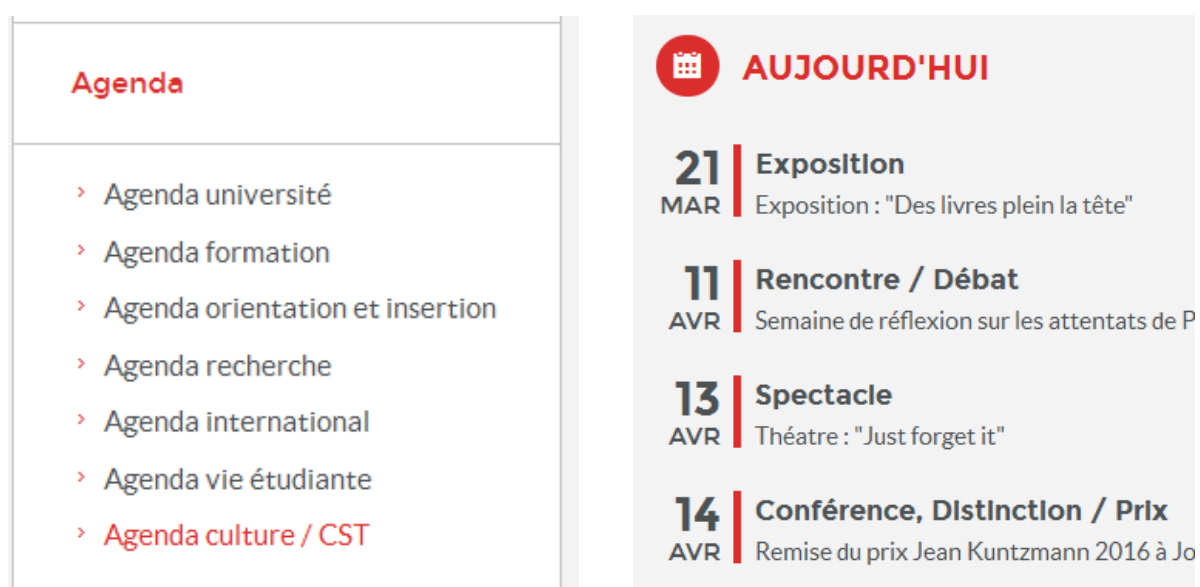 Agenda
Agenda université
Agenda formation
Agenda orientation et insertion
Agenda recherche
Agenda international
Agenda vie étudiante
Agenda culture / CST
AUJOURD'HUI
21
MAR
Exposition
Exposition : "Des livres plein la tête"
11
AVR
Rencontre / Débat
Semaine de réflexion sur les attentats de P
13
AVR
Spectacle
Théatre : "Just forget it"
14
AVR
Conférence, Distinction / Prix
Remise du prix Jean Kuntzmann 2016 à Jo